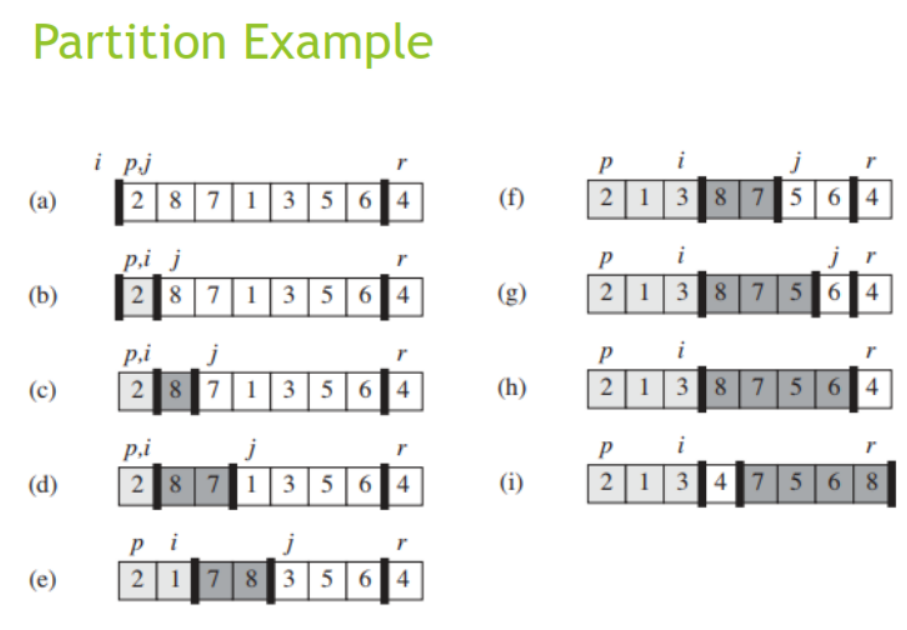 Partition Example
i p,j r
(a) 2 8 7 1 3 5 6 4
p,i j r
(b) 2 8 7 1 3 5 6 4
p,i j r
(c) 2 8 7 1 3 5 6 4
p,i j r
(d) 2 8 7 1 3 5 6 4
p i j r
(e) 2 1 7 8 3 5 6 4
p i j r
(f) 2 1 3 8 7 5 6 4
p i j r
(g) 2 1 3 8 7 5 6 4
p i r
(h) 2 1 3 8 7 5 6 4
p i r
(i) 2 1 3 4 7 5 6 8